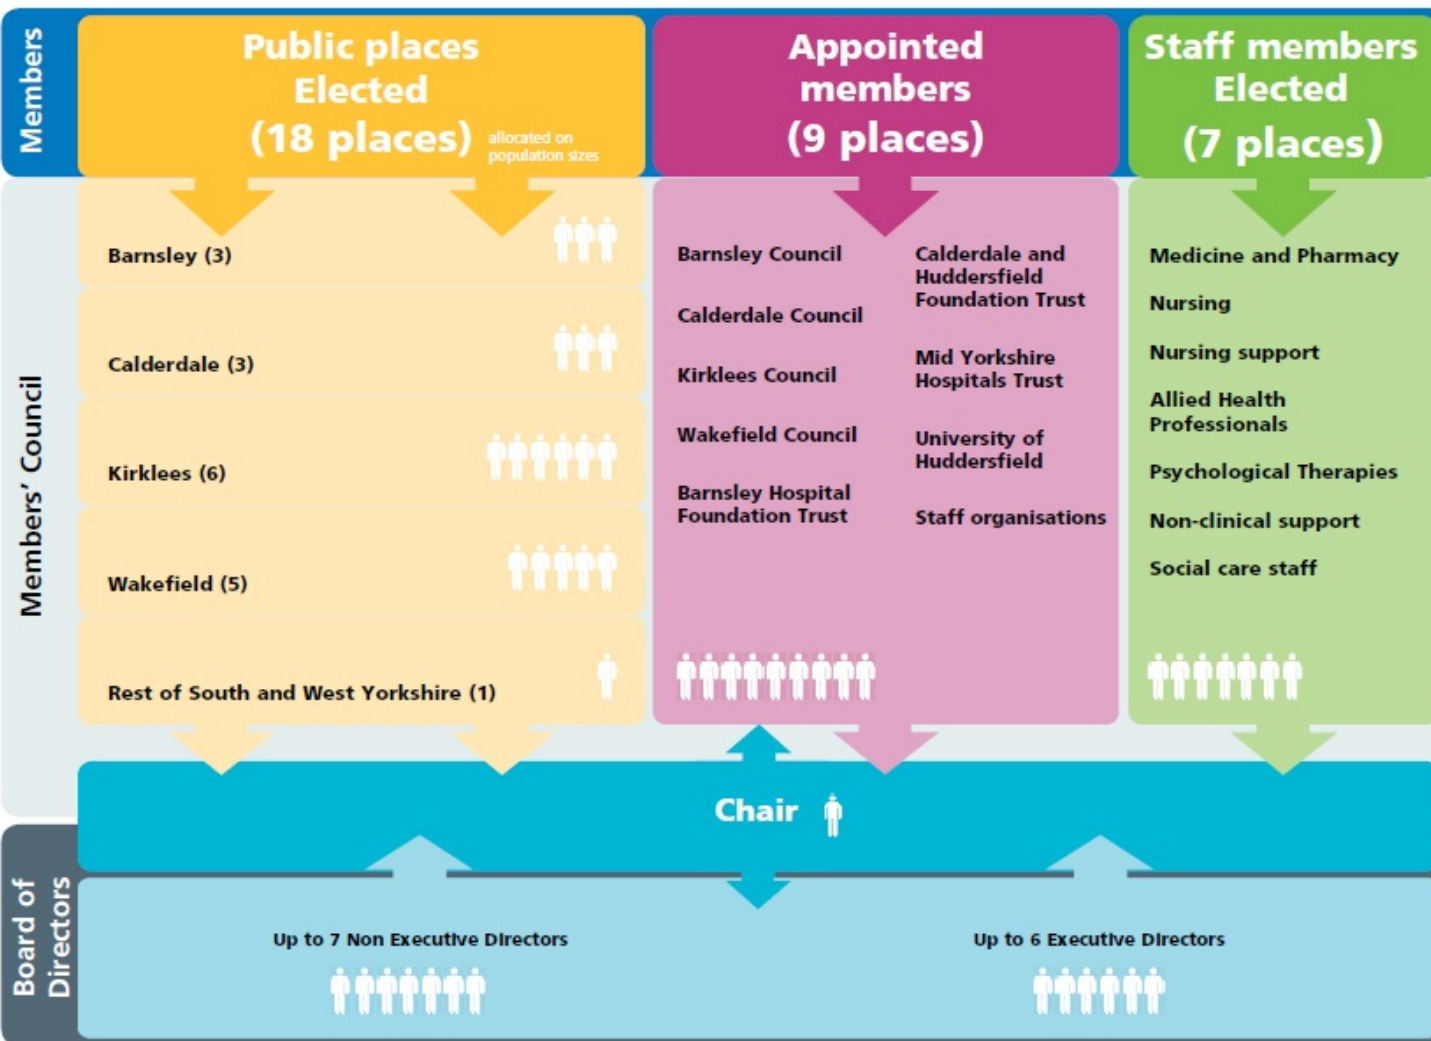 Members
Public places
Elected
(18 places)
allocated on
population sizes
Appointed
members
(9 places)
Staff members
Elected
(7 places)
Members' Council
Barnsley (3)
Calderdale (3)
Kirklees (6)
Wakefield (5)
Rest of South and West Yorkshire (1)
Barnsley Council
Calderdale Council
Kirklees Council
Wakefield Council
Barnsley Hospital
Foundation Trust
Calderdale and
Huddersfield
Foundation Trust
Mid Yorkshire
Hospitals Trust
University of
Huddersfield
Staff organisations
Medicine and Pharmacy
Nursing
Nursing support
Allied Health
Professionals
Psychological Therapies
Non-clinical support
Social care staff
Chair
Board of
Directors
Up to 7 Non Executive Directors
Up to 6 Executive Directors